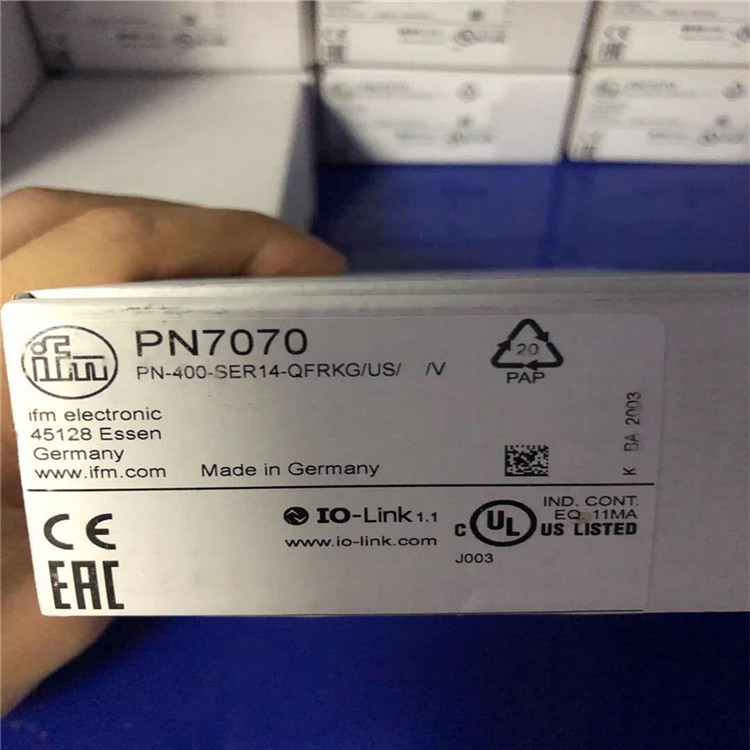 ifm
PN7070
PN-400-SER14-QFRKG/US/ /V
20
PAP
ifm electronic
45128 Essen
Germany
www.ifm.com
Made in Germany
K BA 2003
CE
EAC
IO-Link 1.1
www.io-link.com
c UL US LISTED
IND. CONT.
EQ. 11MA
J003